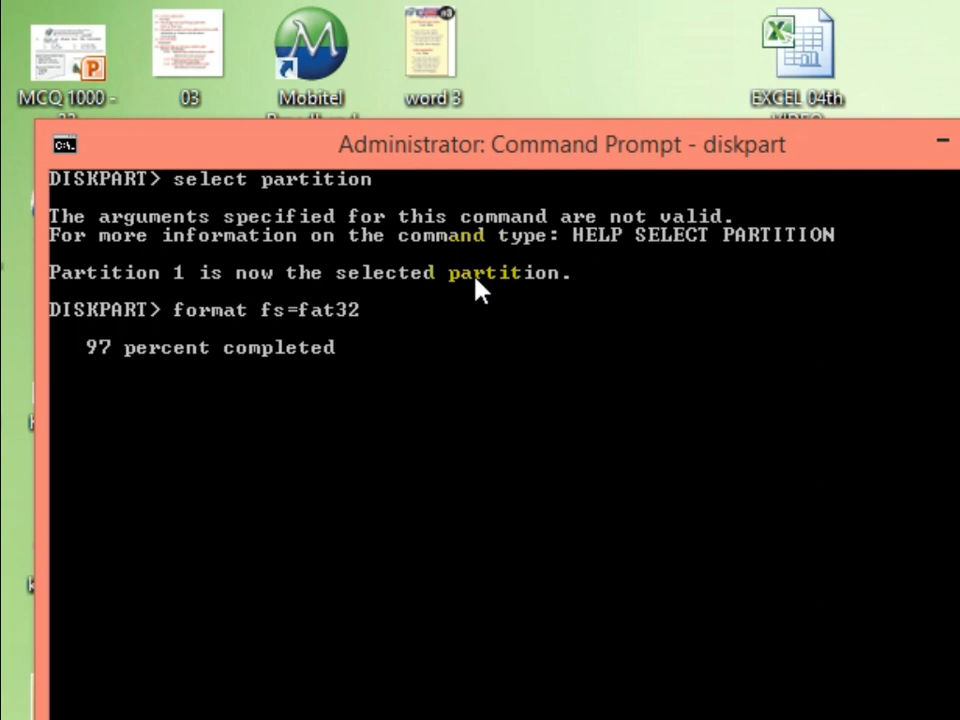 MCQ 1000 -
03
Mobitel
word 3
EXCEL 04th
Administrator: Command Prompt - diskpart
DISKPART> select partition
The arguments specified for this command are not valid.
For more information on the command type: HELP SELECT PARTITION
Partition 1 is now the selected partition.
DISKPART> format fs=fat32
97 percent completed